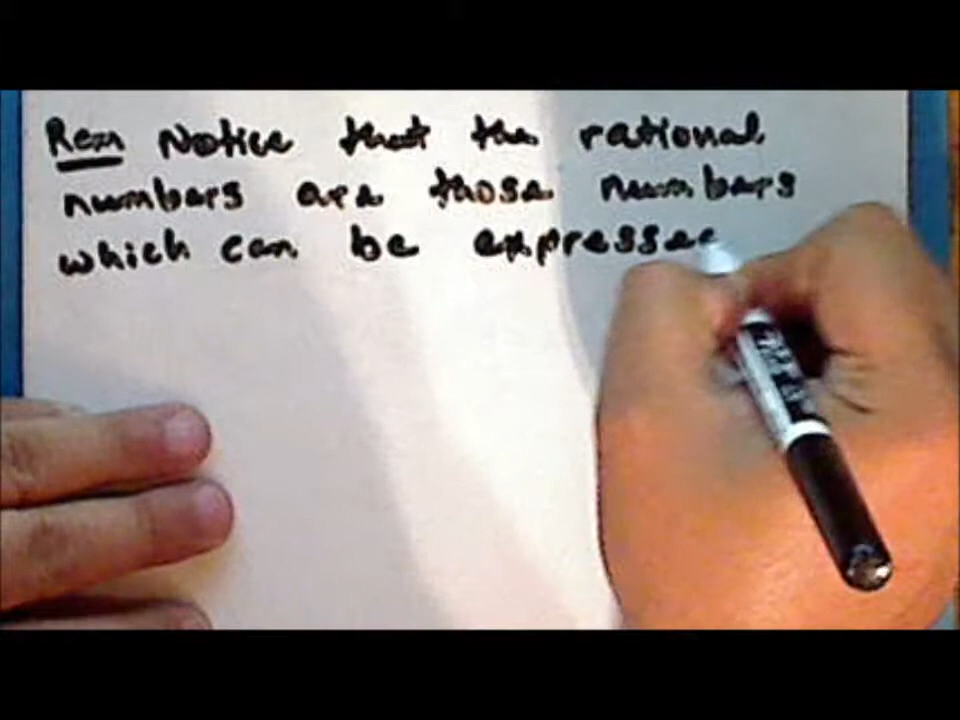 Rem Notice that the rational
numbers are those numbers
which can be expresse